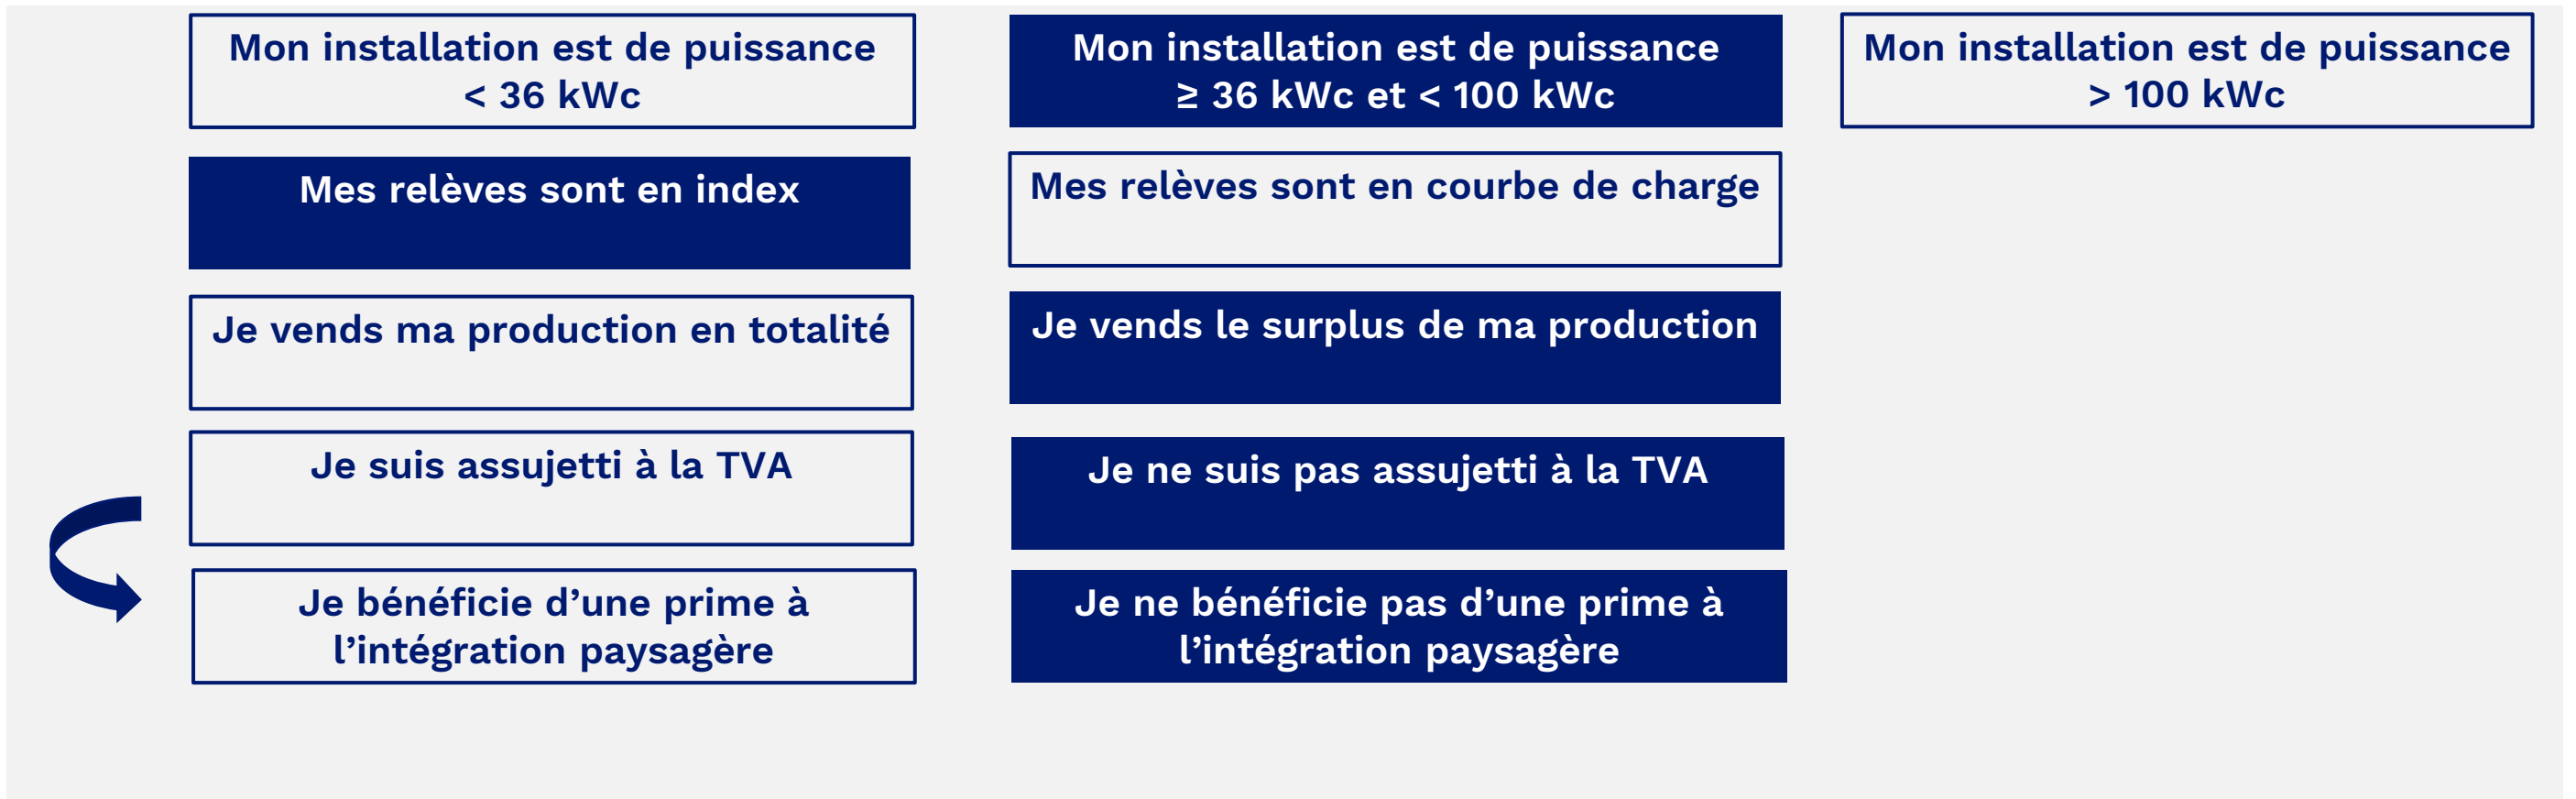 Mon installation est de puissance
< 36 kWc
Mon installation est de puissance
≥ 36 kWc et < 100 kWc
Mon installation est de puissance
> 100 kWc
Mes relèves sont en index
Mes relèves sont en courbe de charge
Je vends ma production en totalité
Je vends le surplus de ma production
Je suis assujetti à la TVA
Je ne suis pas assujetti à la TVA
Je bénéficie d’une prime à
l’intégration paysagère
Je ne bénéficie pas d’une prime à
l’intégration paysagère